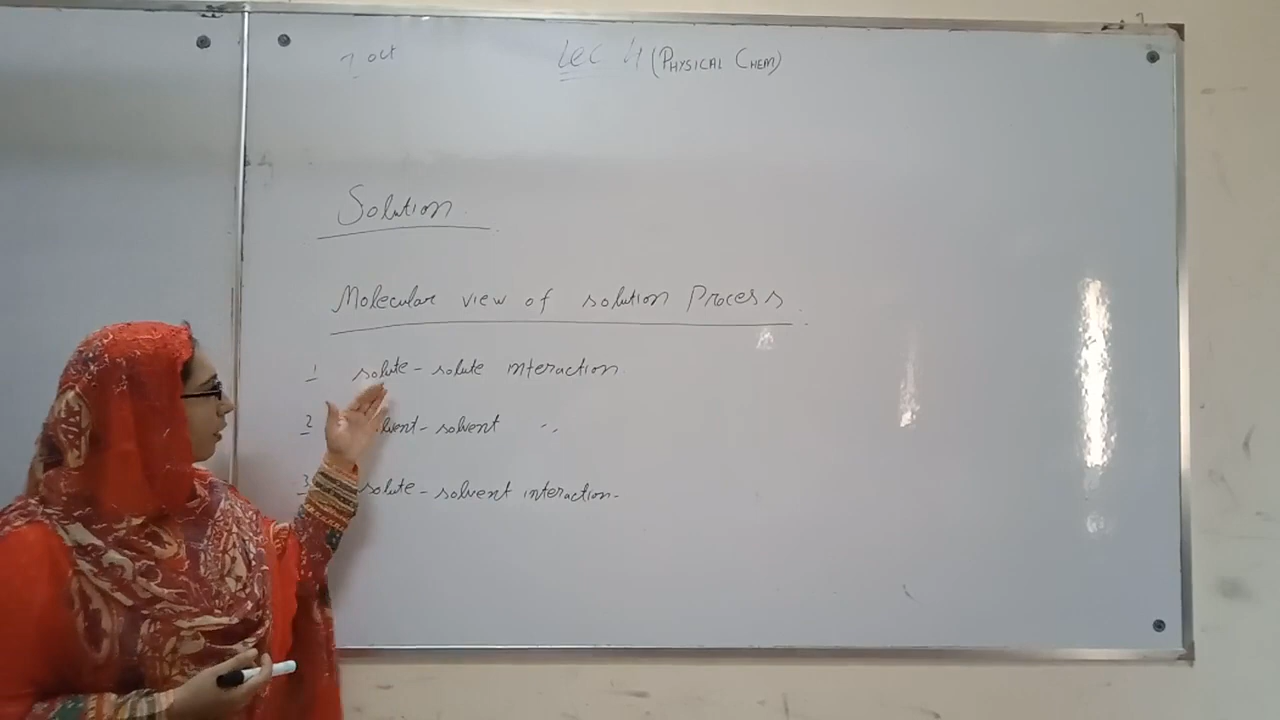 7 oct
Lec 4 (PHYSICAL CHEM)
Solution.
Molecular view of solution Process.
1 solute - solute interaction.
2 lvent - solvent "
3 solute - solvent interaction -